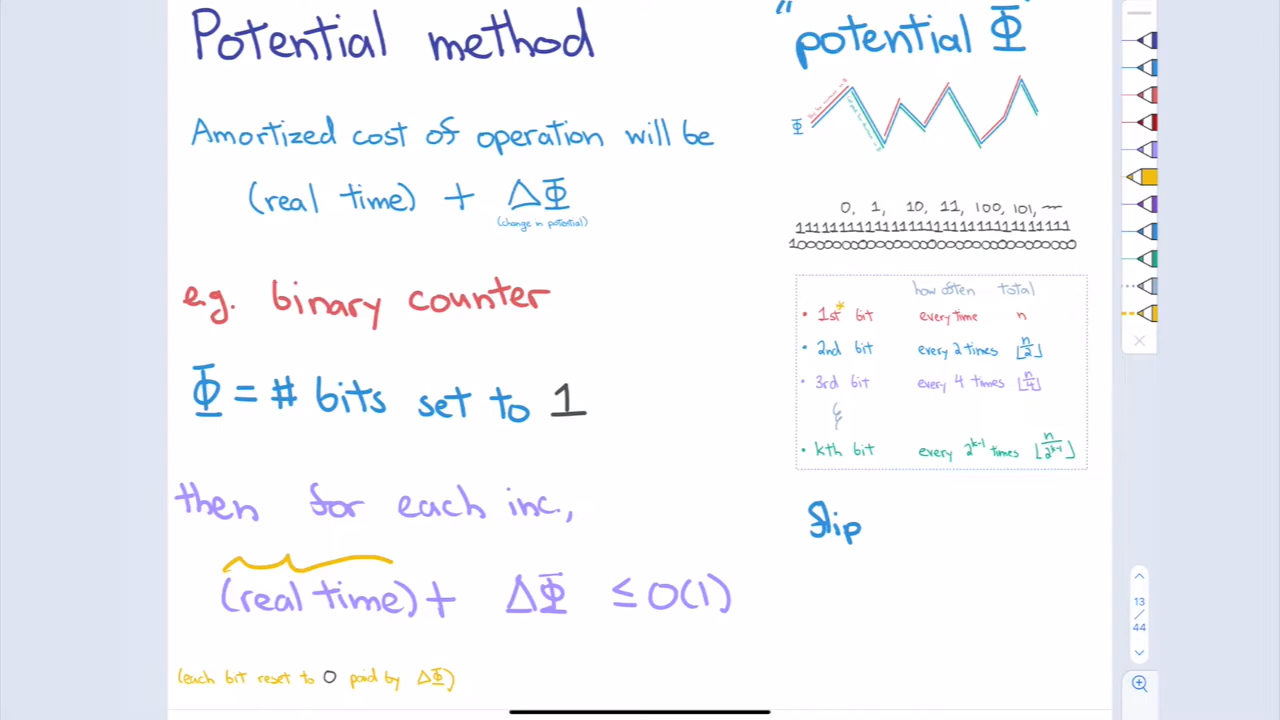 Potential method
Amortized cost of operation will be
(real time) + ΔΦ
(change in potential)
e.g. binary counter
Φ = # bits set to 1
then for each inc.,
(real time) + ΔΦ ≤ O(1)
(each bit reset to 0 paid by ΔΦ)
"potential Φ"
Φ
0, 1, 10, 11, 100, 101, —
how often total
• 1st* bit every time n
• 2nd bit every 2 times ⌊n/2⌋
• 3rd bit every 4 times ⌊n/4⌋
• kth bit every 2^k-1 times ⌊n/2^k-1⌋
flip
13
/
44